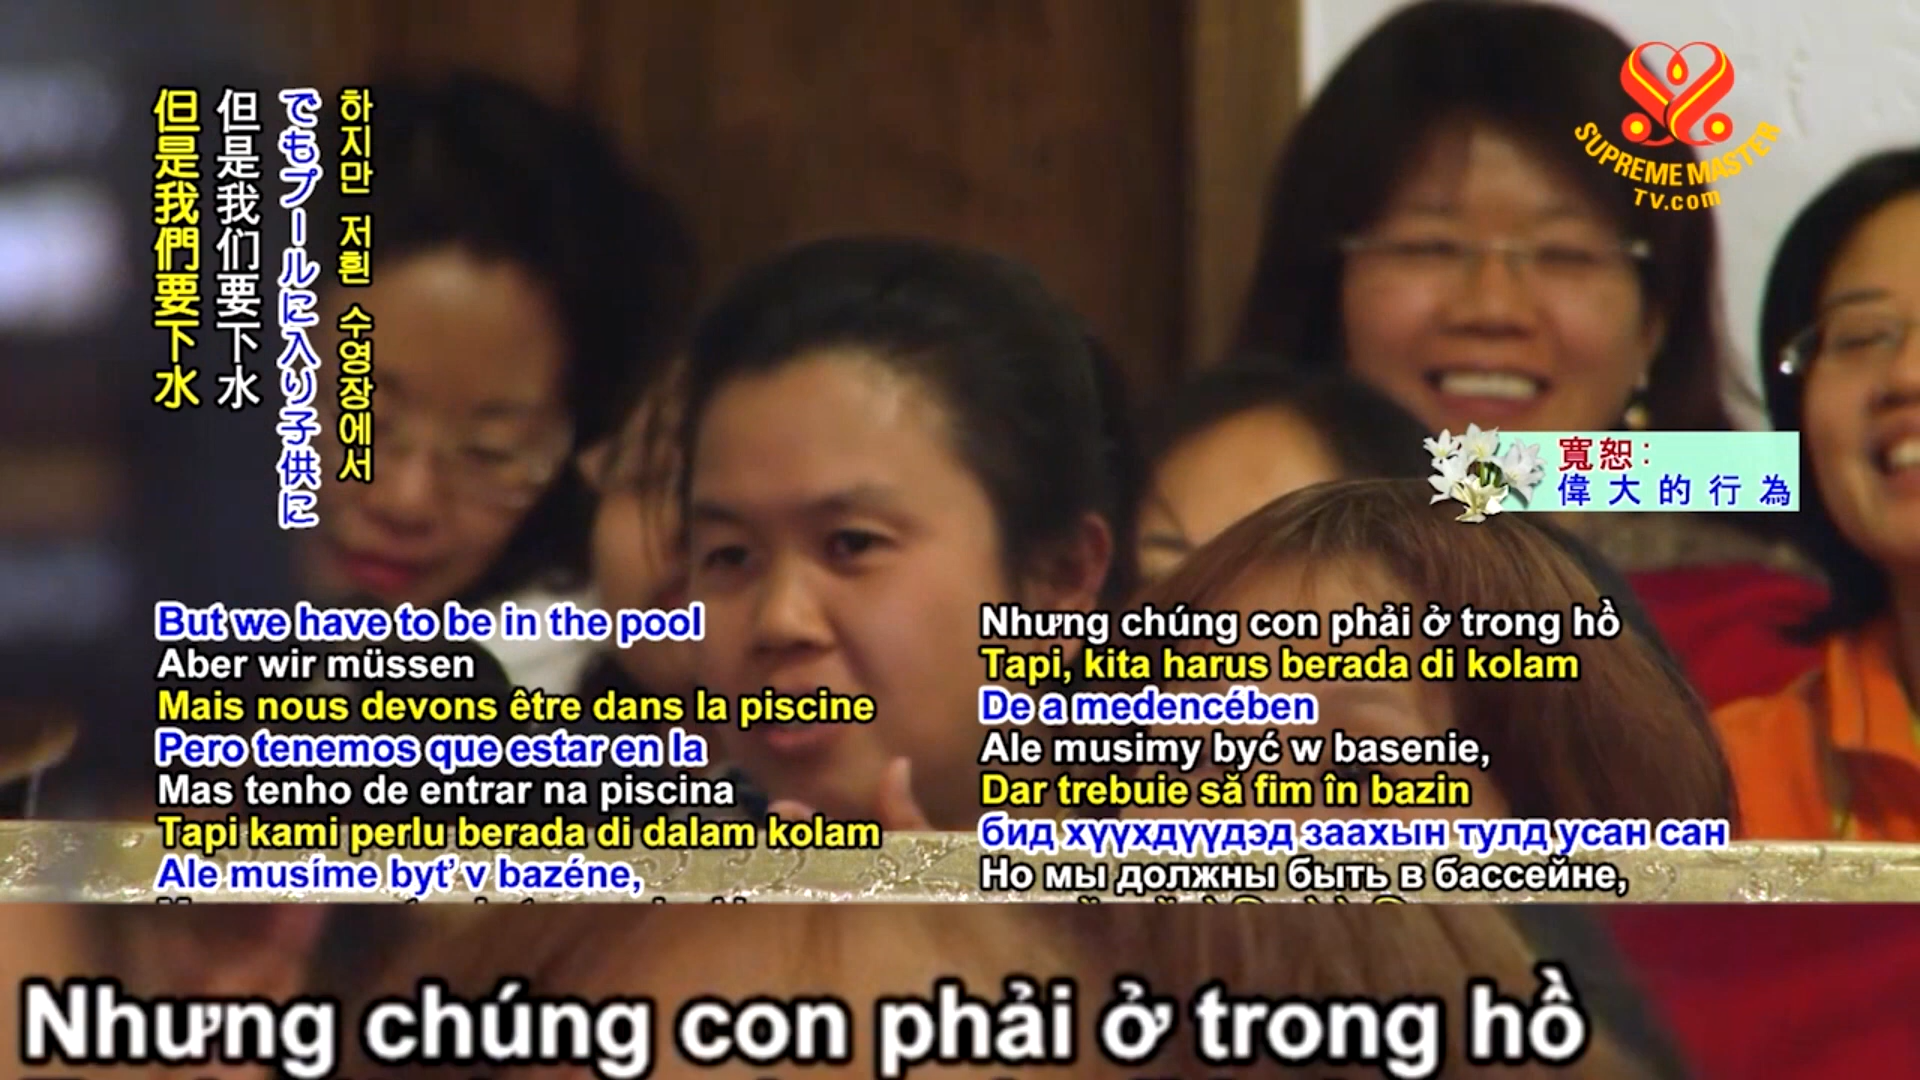 하지만 저흰 수영장에서
でもプールに入り子供に
但是我们要下水
但是我們要下水
SUPREME MASTER
TV.com
寬恕：
偉大的行為
But we have to be in the pool
Aber wir müssen
Mais nous devons être dans la piscine
Pero tenemos que estar en la
Mas tenho de entrar na piscina
Tapi kami perlu berada di dalam kolam
Ale musíme byť v bazéne,
Nhưng chúng con phải ở trong hồ
Tapi, kita harus berada di kolam
De a medencében
Ale musimy być w basenie,
Dar trebuie să fim în bazin
бид хүүхдүүдэд заахын тулд усан сан
Но мы должны быть в бассейне,
Nhưng chúng con phải ở trong hồ